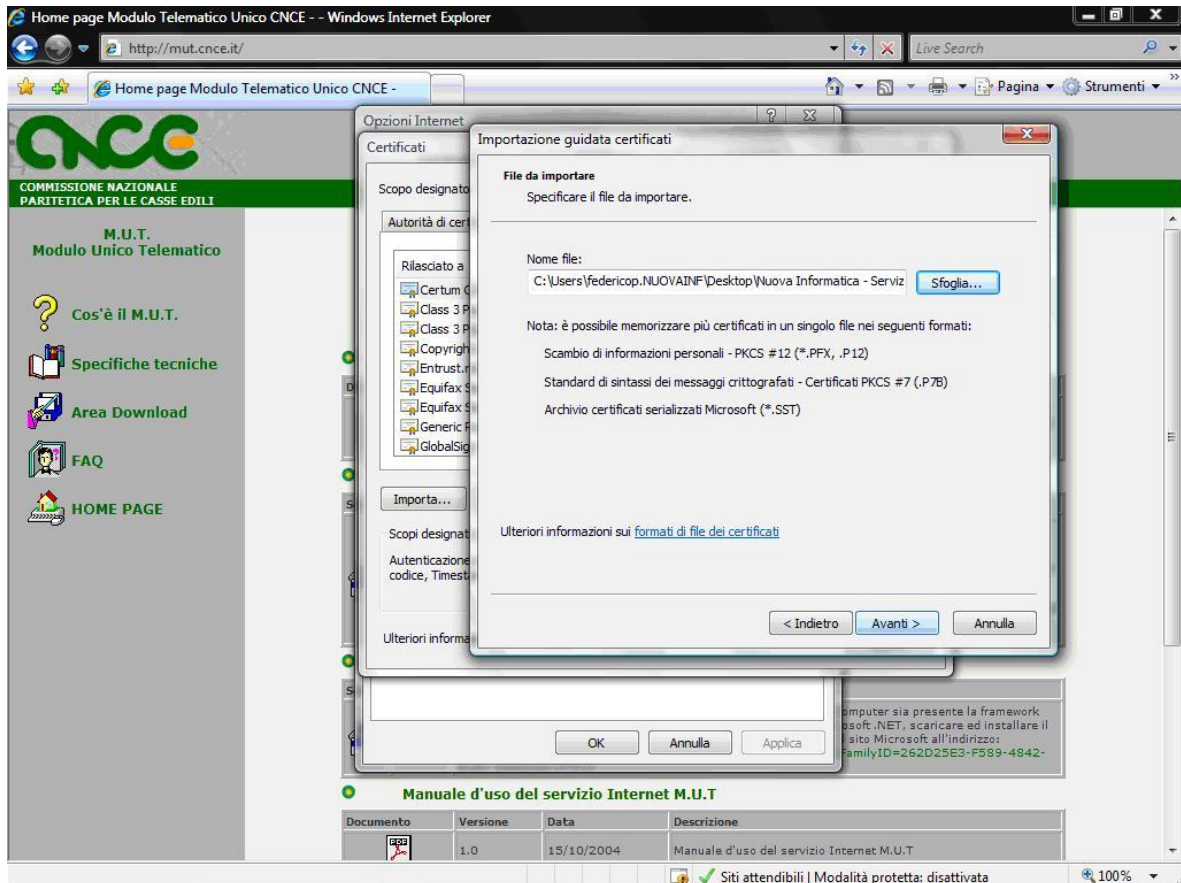 Home page Modulo Telematico Unico CNCE - - Windows Internet Explorer
http://mut.cnce.it/
Live Search
Home page Modulo Telematico Unico CNCE -
Pagina
Strumenti
CNCE
COMMISSIONE NAZIONALE
PARITETICA PER LE CASSE EDILI
M.U.T.
Modulo Unico Telematico
Cos'è il M.U.T.
Specifiche tecniche
Area Download
FAQ
HOME PAGE
Opzioni Internet
Certificati
Scopo designato
Autorità di cert
Rilasciato a
Certum
Class 3 P
Class 3 P
Copyrigh
Entrust.
Equifax S
Equifax S
Generic
GlobalSig
Importa...
Scopi designat
Autenticazione
codice, Timest
Ulteriori informa
Importazione guidata certificati
File da importare
Specificare il file da importare.
Nome file:
C:\Users\federicop.NUOVAINF\Desktop\Nuova Informatica - Serviz
Sfoglia...
Nota: è possibile memorizzare più certificati in un singolo file nei seguenti formati:
Scambio di informazioni personali - PKCS #12 (*.PFX, .P12)
Standard di sintassi dei messaggi crittografati - Certificati PKCS #7 (.P7B)
Archivio certificati serializzati Microsoft (*.SST)
Ulteriori informazioni sui formati di file dei certificati
< Indietro
Avanti >
Annulla
OK
Annulla
Applica
omputer sia presente la framework
osoft .NET, scaricare ed installare il
l sito Microsoft all'indirizzo:
FamilyID=262D25E3-F589-4842-
Manuale d'uso del servizio Internet M.U.T
Documento Versione Data Descrizione
1.0 15/10/2004 Manuale d'uso del servizio Internet M.U.T
Siti attendibili | Modalità protetta: disattivata
100%